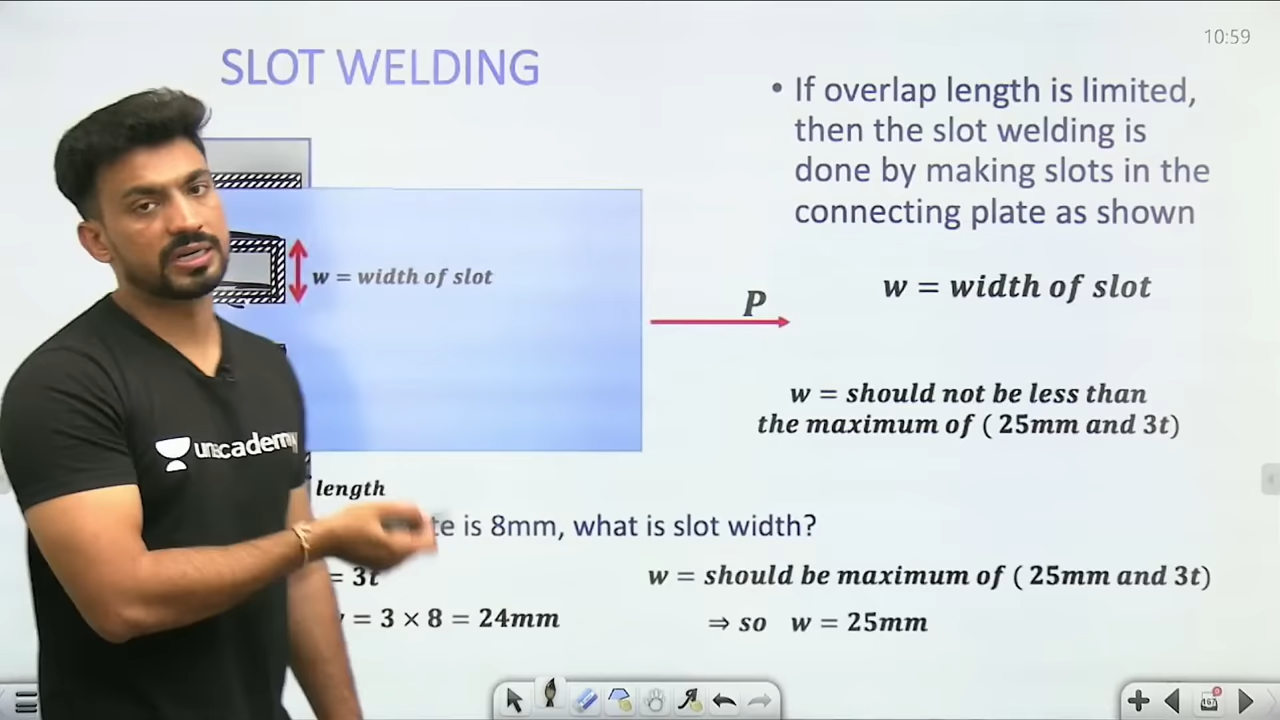 10:59
SLOT WELDING
• If overlap length is limited,
then the slot welding is
done by making slots in the
connecting plate as shown
w = width of slot
P
w = width of slot
w = should not be less than
the maximum of ( 25mm and 3t)
unacademy
length
is 8mm, what is slot width?
= 3t
w = should be maximum of ( 25mm and 3t)
= 3 × 8 = 24mm
⇒ so w = 25mm
167